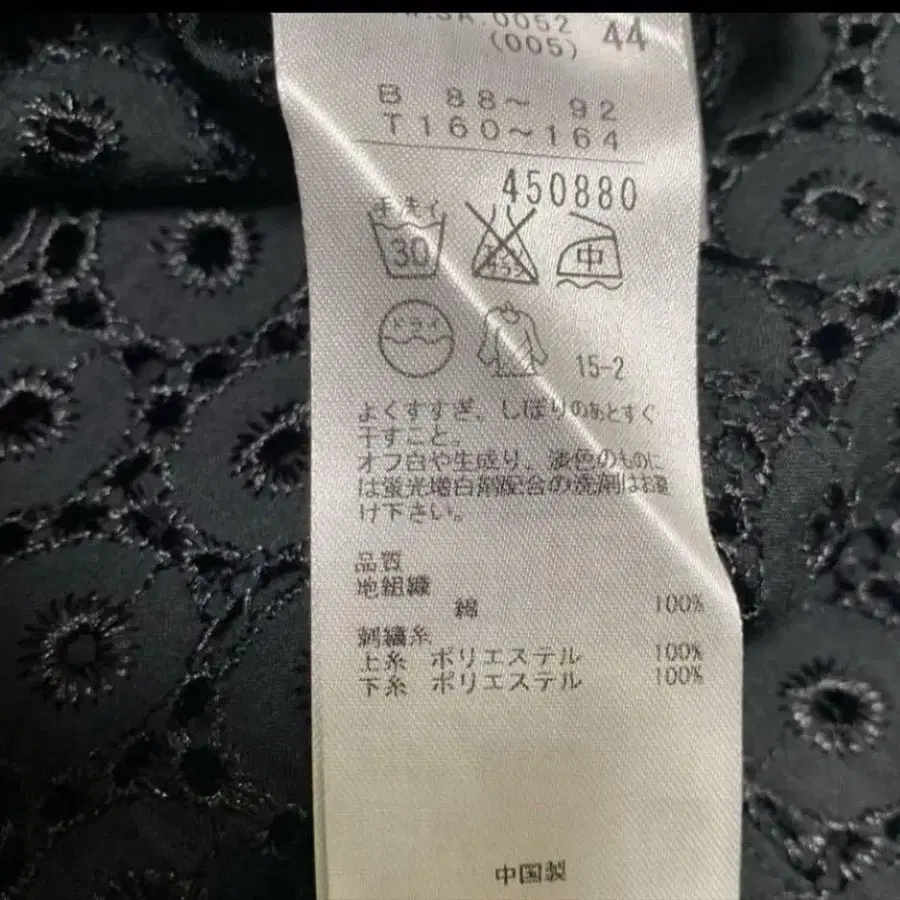 .0052 44
(005)
B 88～ 92
T160～164
450880
手洗イ
30
中
ドライ
15-2
よくすすぎ、しぼりのあとすぐ
干すこと。
オフ白や生成り、淡色のものに
は蛍光増白剤配合の洗剤はお避
け下さい。
品質
地組織
綿 100%
刺繍糸
上糸 ポリエステル 100%
下糸 ポリエステル 100%
中国製